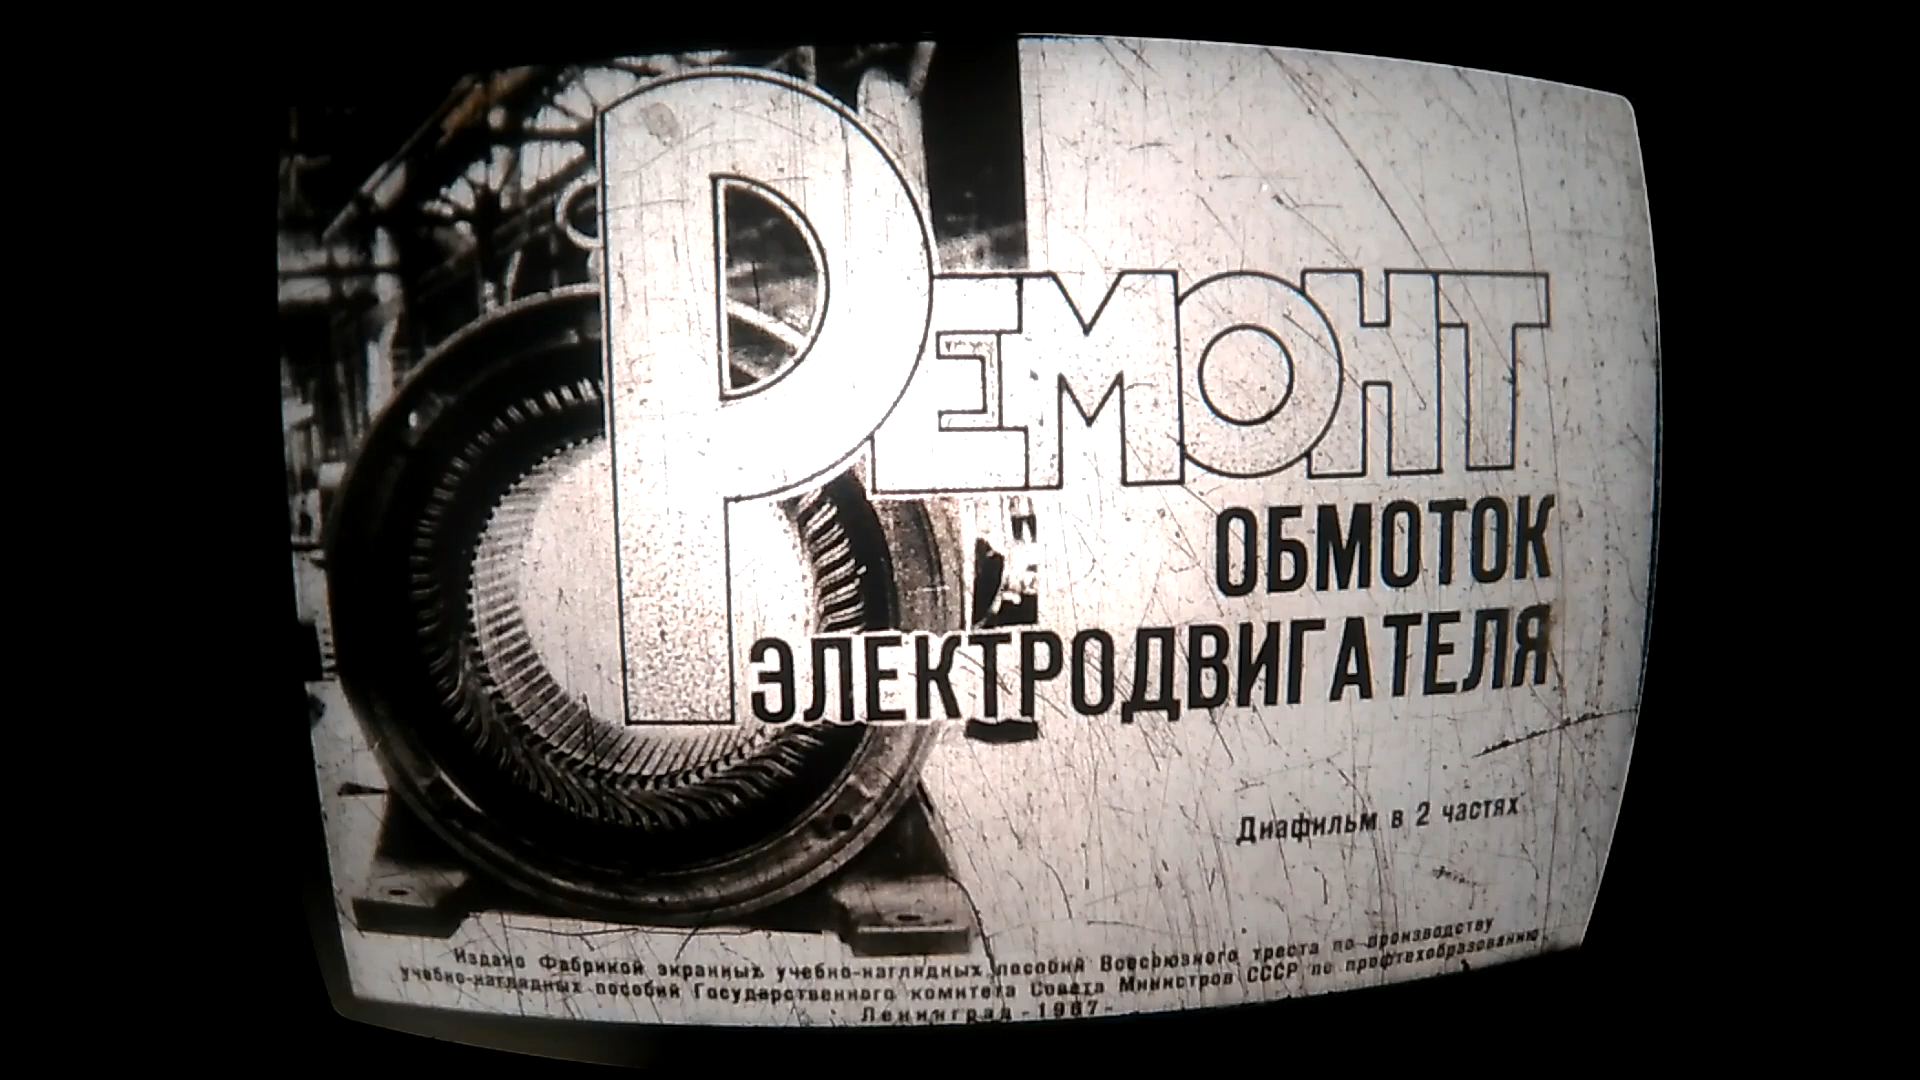 Ремонт
ОБМОТОК
ЭЛЕКТРОДВИГАТЕЛЯ
Диафильм в 2 частях
Издано Фабрикой экранных учебно-наглядных пособий Всесоюзного треста по производству
учебно-наглядных пособий Государственного комитета Совета Министров СССР по профтехобразованию
Ленинград-1967-